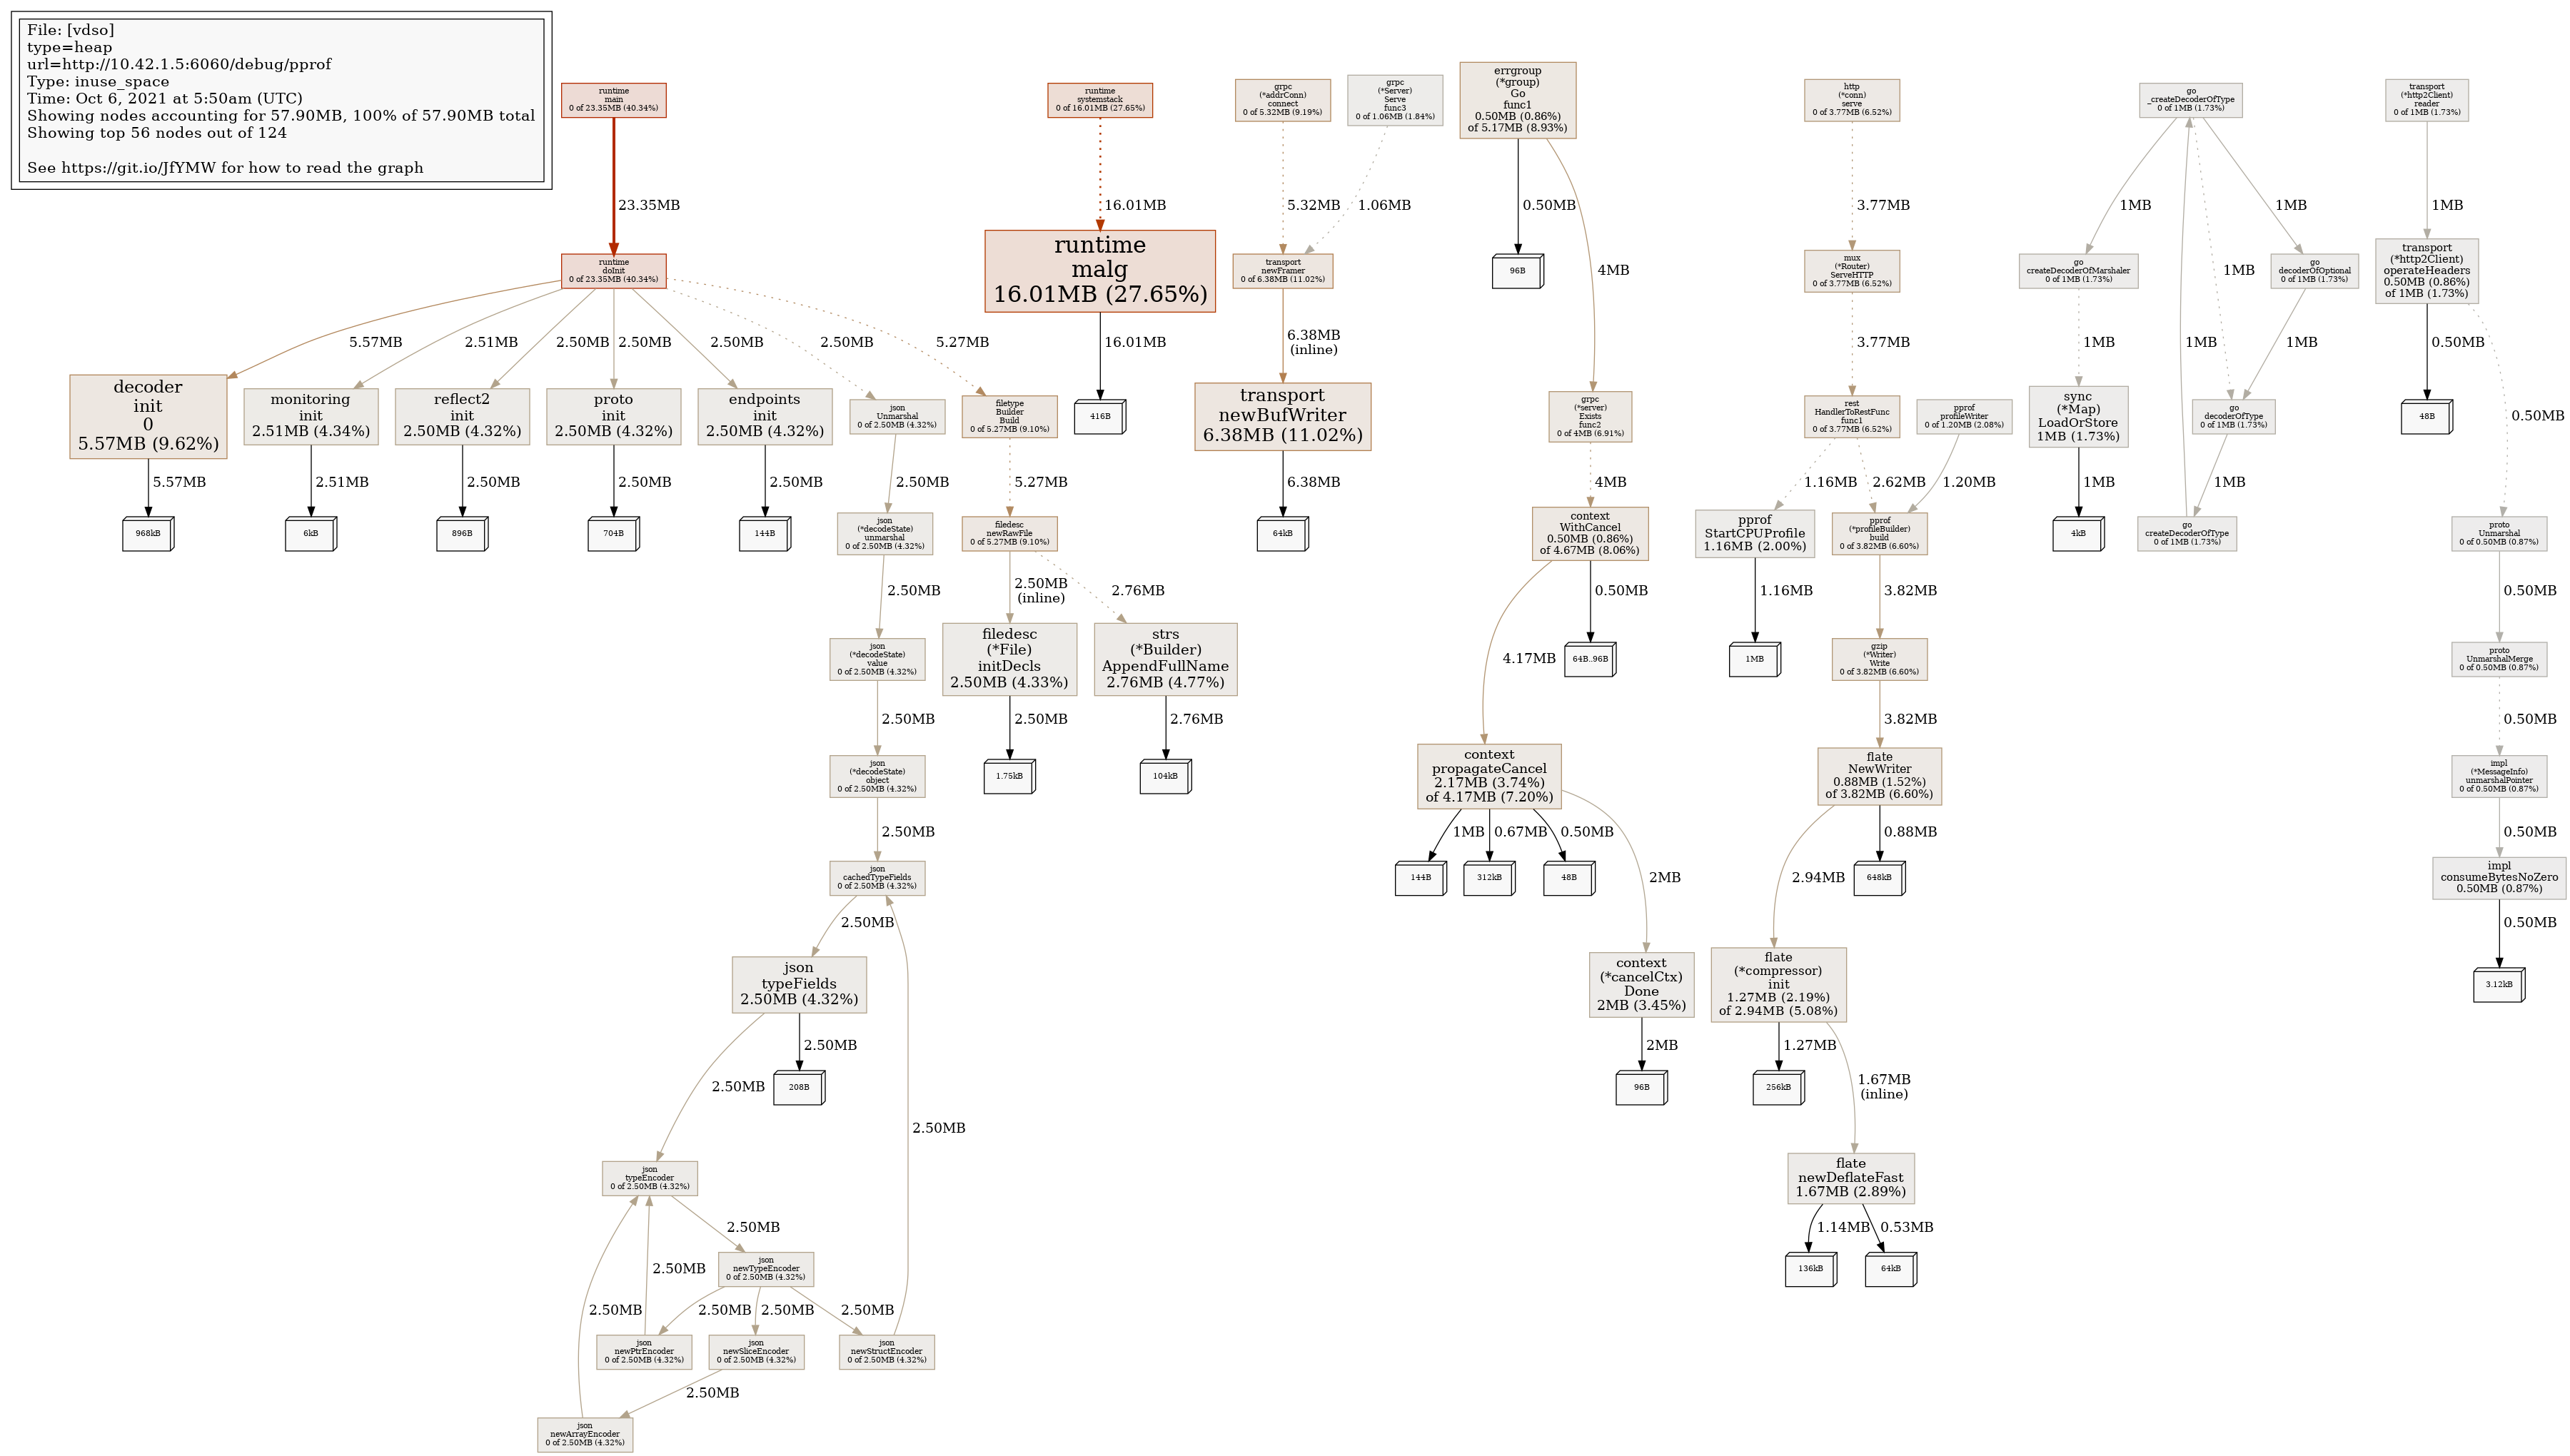 File: [vdso]
type=heap
url=http://10.42.1.5:6060/debug/pprof
Type: inuse_space
Time: Oct 6, 2021 at 5:50am (UTC)
Showing nodes accounting for 57.90MB, 100% of 57.90MB total
Showing top 56 nodes out of 124
See https://git.io/JfYMW for how to read the graph
runtime
main
0 of 23.35MB (40.34%)
runtime
systemstack
0 of 16.01MB (27.65%)
grpc
(*addrConn)
connect
0 of 5.32MB (9.19%)
grpc
(*Server)
Serve
func3
0 of 1.06MB (1.84%)
errgroup
(*group)
Go
func1
0.50MB (0.86%)
of 5.17MB (8.93%)
http
(*conn)
serve
0 of 3.77MB (6.52%)
go
_createDecoderOfType
0 of 1MB (1.73%)
transport
(*http2Client)
reader
0 of 1MB (1.73%)
23.35MB
16.01MB
5.32MB
1.06MB
0.50MB
3.77MB
1MB
1MB
1MB
runtime
doInit
0 of 23.35MB (40.34%)
runtime
malg
16.01MB (27.65%)
transport
newFramer
0 of 6.38MB (11.02%)
96B
4MB
mux
(*Router)
ServeHTTP
0 of 3.77MB (6.52%)
go
createDecoderOfMarshaler
0 of 1MB (1.73%)
1MB
go
decoderOfOptional
0 of 1MB (1.73%)
transport
(*http2Client)
operateHeaders
0.50MB (0.86%)
of 1MB (1.73%)
5.57MB
2.51MB
2.50MB
2.50MB
2.50MB
2.50MB
5.27MB
16.01MB
6.38MB
(inline)
3.77MB
1MB
1MB
1MB
0.50MB
decoder
init
0
5.57MB (9.62%)
monitoring
init
2.51MB (4.34%)
reflect2
init
2.50MB (4.32%)
proto
init
2.50MB (4.32%)
endpoints
init
2.50MB (4.32%)
json
Unmarshal
0 of 2.50MB (4.32%)
filetype
Builder
Build
0 of 5.27MB (9.10%)
416B
transport
newBufWriter
6.38MB (11.02%)
grpc
(*server)
Exists
func2
0 of 4MB (6.91%)
rest
HandlerToRestFunc
func1
0 of 3.77MB (6.52%)
pprof
profileWriter
0 of 1.20MB (2.08%)
sync
(*Map)
LoadOrStore
1MB (1.73%)
go
decoderOfType
0 of 1MB (1.73%)
48B
0.50MB
5.57MB
2.51MB
2.50MB
2.50MB
2.50MB
2.50MB
5.27MB
6.38MB
4MB
1.16MB
2.62MB
1.20MB
1MB
1MB
968kB
6kB
896B
704B
144B
json
(*decodeState)
unmarshal
0 of 2.50MB (4.32%)
filedesc
newRawFile
0 of 5.27MB (9.10%)
64kB
context
WithCancel
0.50MB (0.86%)
of 4.67MB (8.06%)
pprof
StartCPUProfile
1.16MB (2.00%)
pprof
(*profileBuilder)
build
0 of 3.82MB (6.60%)
4kB
go
createDecoderOfType
0 of 1MB (1.73%)
proto
Unmarshal
0 of 0.50MB (0.87%)
2.50MB
2.50MB
(inline)
2.76MB
0.50MB
1.16MB
3.82MB
0.50MB
json
(*decodeState)
value
0 of 2.50MB (4.32%)
filedesc
(*File)
initDecls
2.50MB (4.33%)
strs
(*Builder)
AppendFullName
2.76MB (4.77%)
4.17MB
64B..96B
1MB
gzip
(*Writer)
Write
0 of 3.82MB (6.60%)
proto
UnmarshalMerge
0 of 0.50MB (0.87%)
2.50MB
2.50MB
2.76MB
3.82MB
0.50MB
json
(*decodeState)
object
0 of 2.50MB (4.32%)
1.75kB
104kB
context
propagateCancel
2.17MB (3.74%)
of 4.17MB (7.20%)
flate
NewWriter
0.88MB (1.52%)
of 3.82MB (6.60%)
impl
(*MessageInfo)
unmarshalPointer
0 of 0.50MB (0.87%)
2.50MB
1MB
0.67MB
0.50MB
0.88MB
0.50MB
json
cachedTypeFields
0 of 2.50MB (4.32%)
144B
312kB
48B
2MB
2.94MB
648kB
impl
consumeBytesNoZero
0.50MB (0.87%)
2.50MB
0.50MB
json
typeFields
2.50MB (4.32%)
context
(*cancelCtx)
Done
2MB (3.45%)
flate
(*compressor)
init
1.27MB (2.19%)
of 2.94MB (5.08%)
3.12kB
2.50MB
2.50MB
2MB
1.27MB
208B
96B
256kB
1.67MB
(inline)
2.50MB
json
typeEncoder
0 of 2.50MB (4.32%)
flate
newDeflateFast
1.67MB (2.89%)
2.50MB
1.14MB
0.53MB
2.50MB
json
newTypeEncoder
0 of 2.50MB (4.32%)
136kB
64kB
2.50MB
2.50MB
2.50MB
2.50MB
json
newPtrEncoder
0 of 2.50MB (4.32%)
json
newSliceEncoder
0 of 2.50MB (4.32%)
json
newStructEncoder
0 of 2.50MB (4.32%)
2.50MB
json
newArrayEncoder
0 of 2.50MB (4.32%)